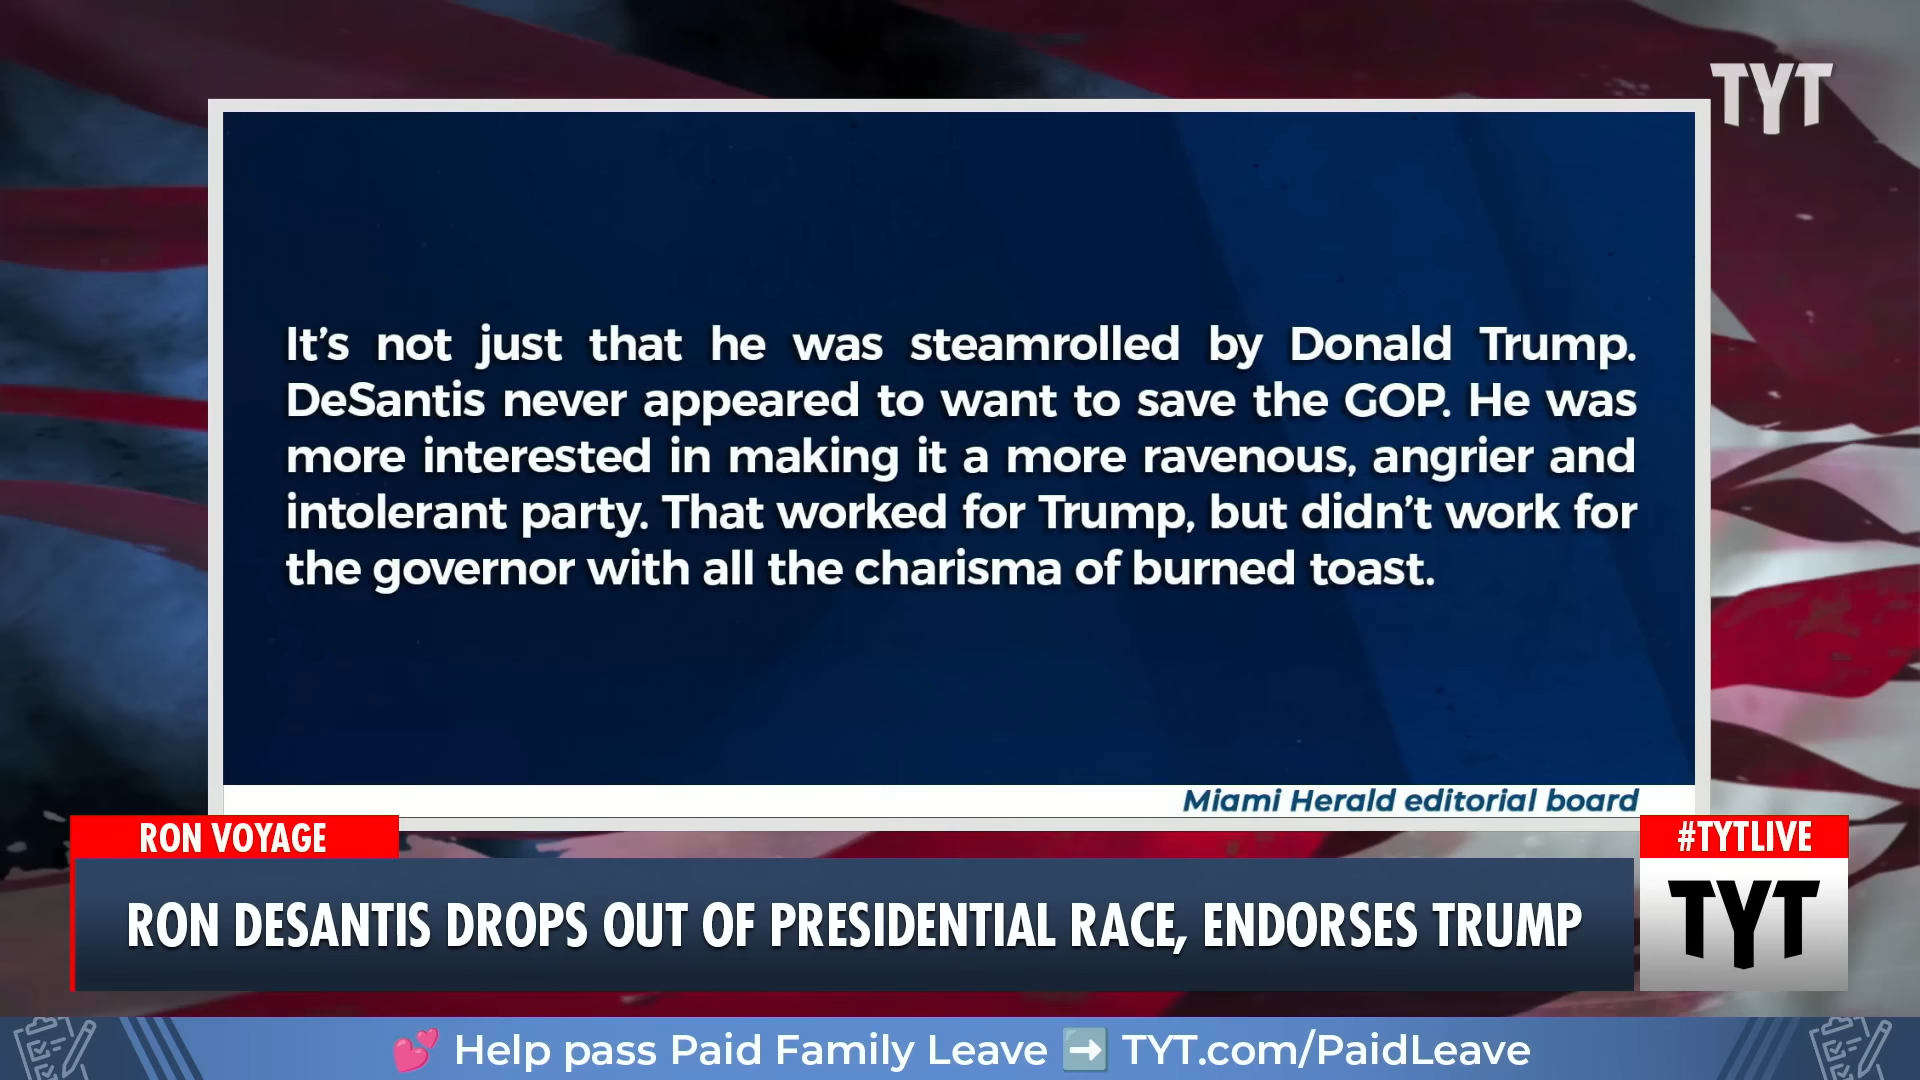 TYT
It’s not just that he was steamrolled by Donald Trump.
DeSantis never appeared to want to save the GOP. He was
more interested in making it a more ravenous, angrier and
intolerant party. That worked for Trump, but didn’t work for
the governor with all the charisma of burned toast.
Miami Herald editorial board
RON VOYAGE
#TYTLIVE
RON DESANTIS DROPS OUT OF PRESIDENTIAL RACE, ENDORSES TRUMP
TYT
💕 Help pass Paid Family Leave ➡️ TYT.com/PaidLeave